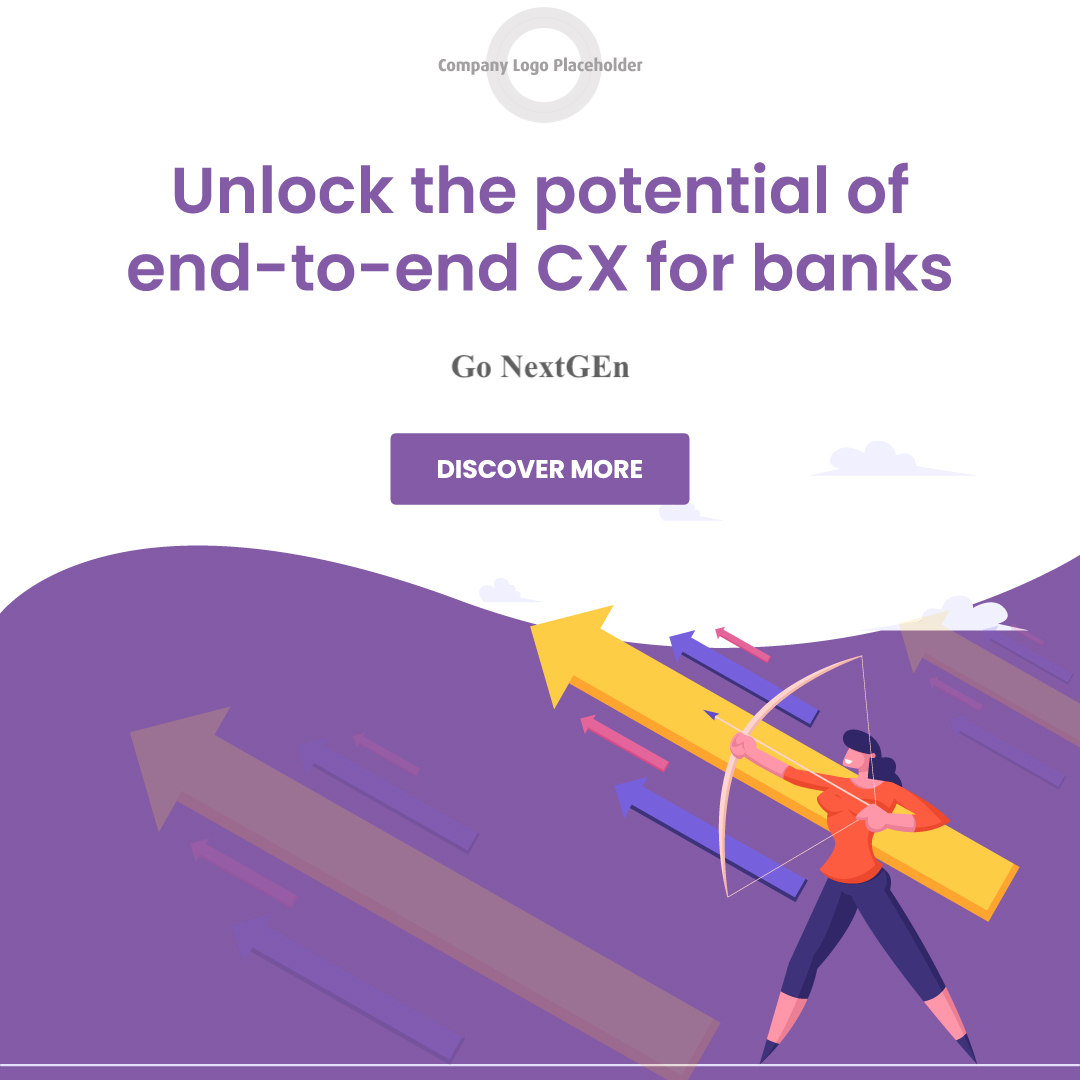 Company Logo Placeholder
Unlock the potential of
end-to-end CX for banks
Go NextGEn
DISCOVER MORE